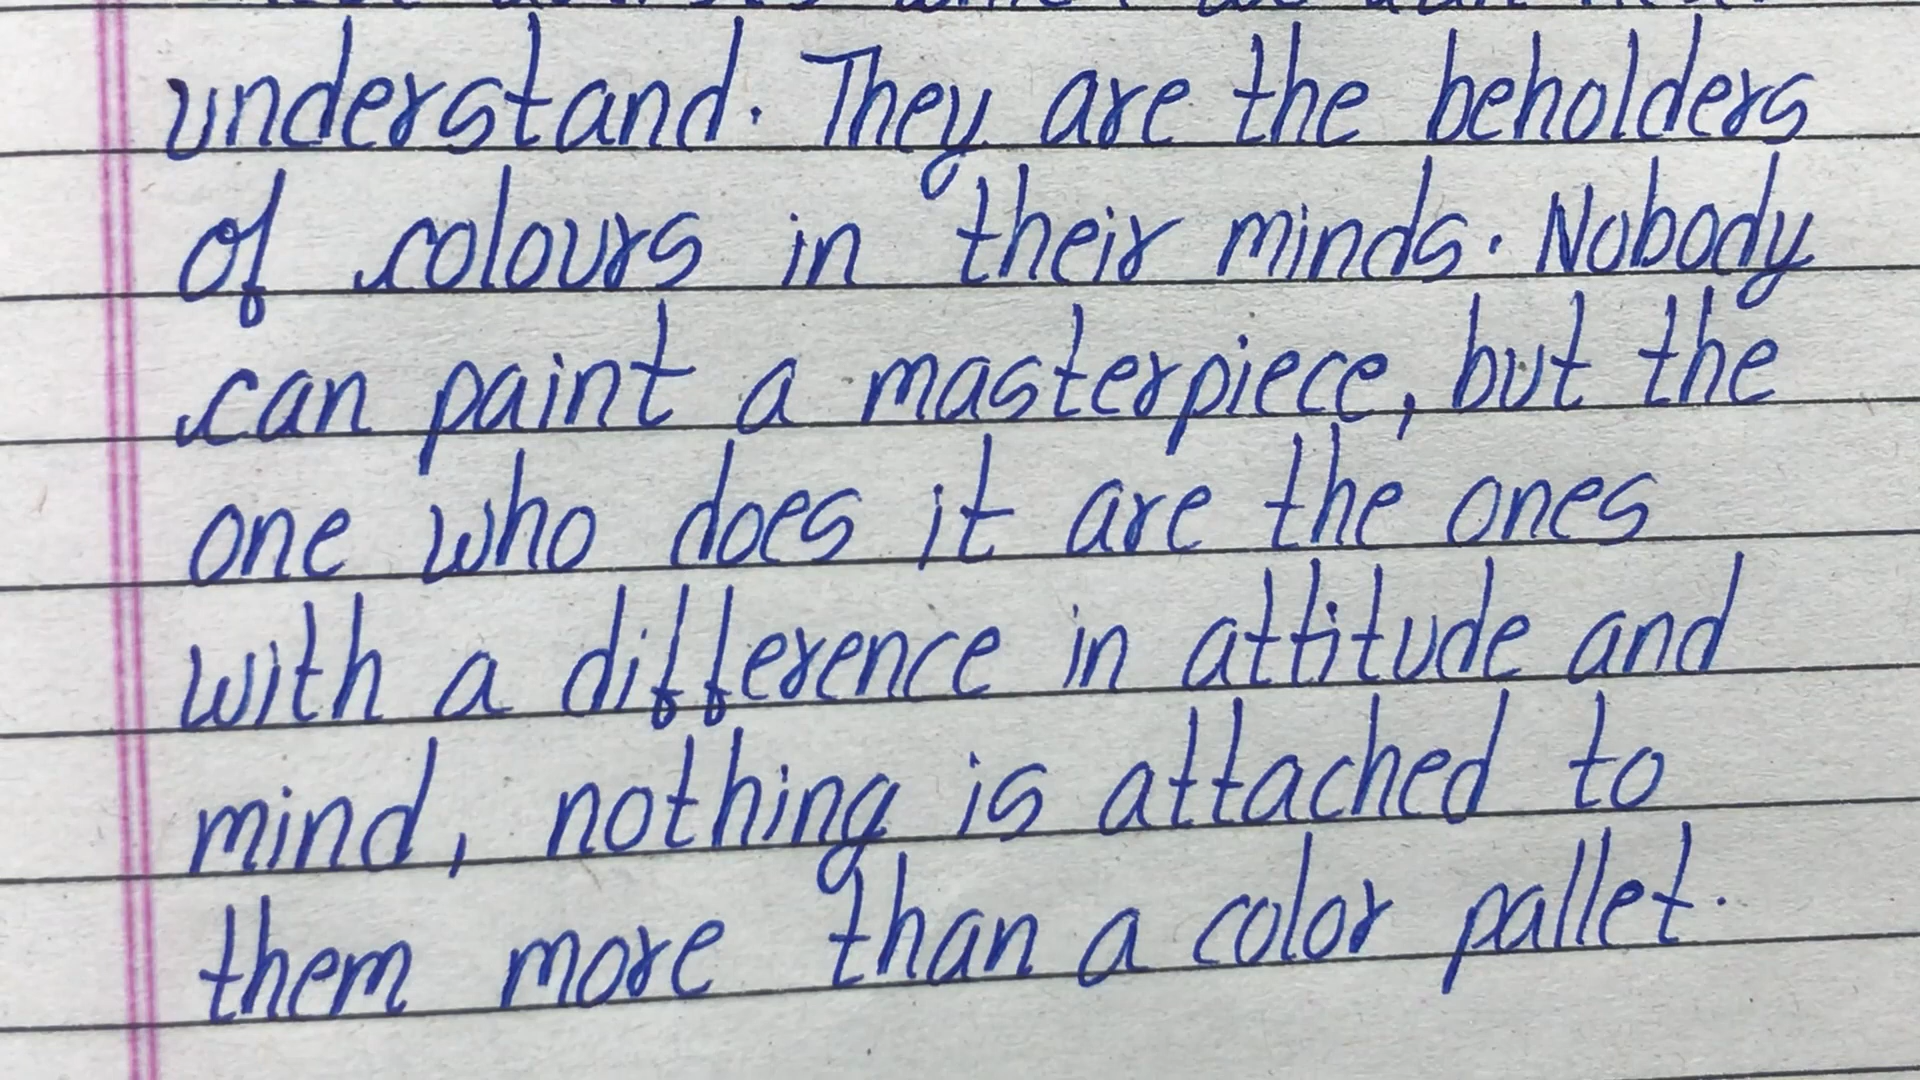 understand. They are the beholders
of colours in their minds. Nobody
can paint a masterpiece, but the
one who does it are the ones
with a difference in attitude and
mind, nothing is attached to
them more than a color pallet.